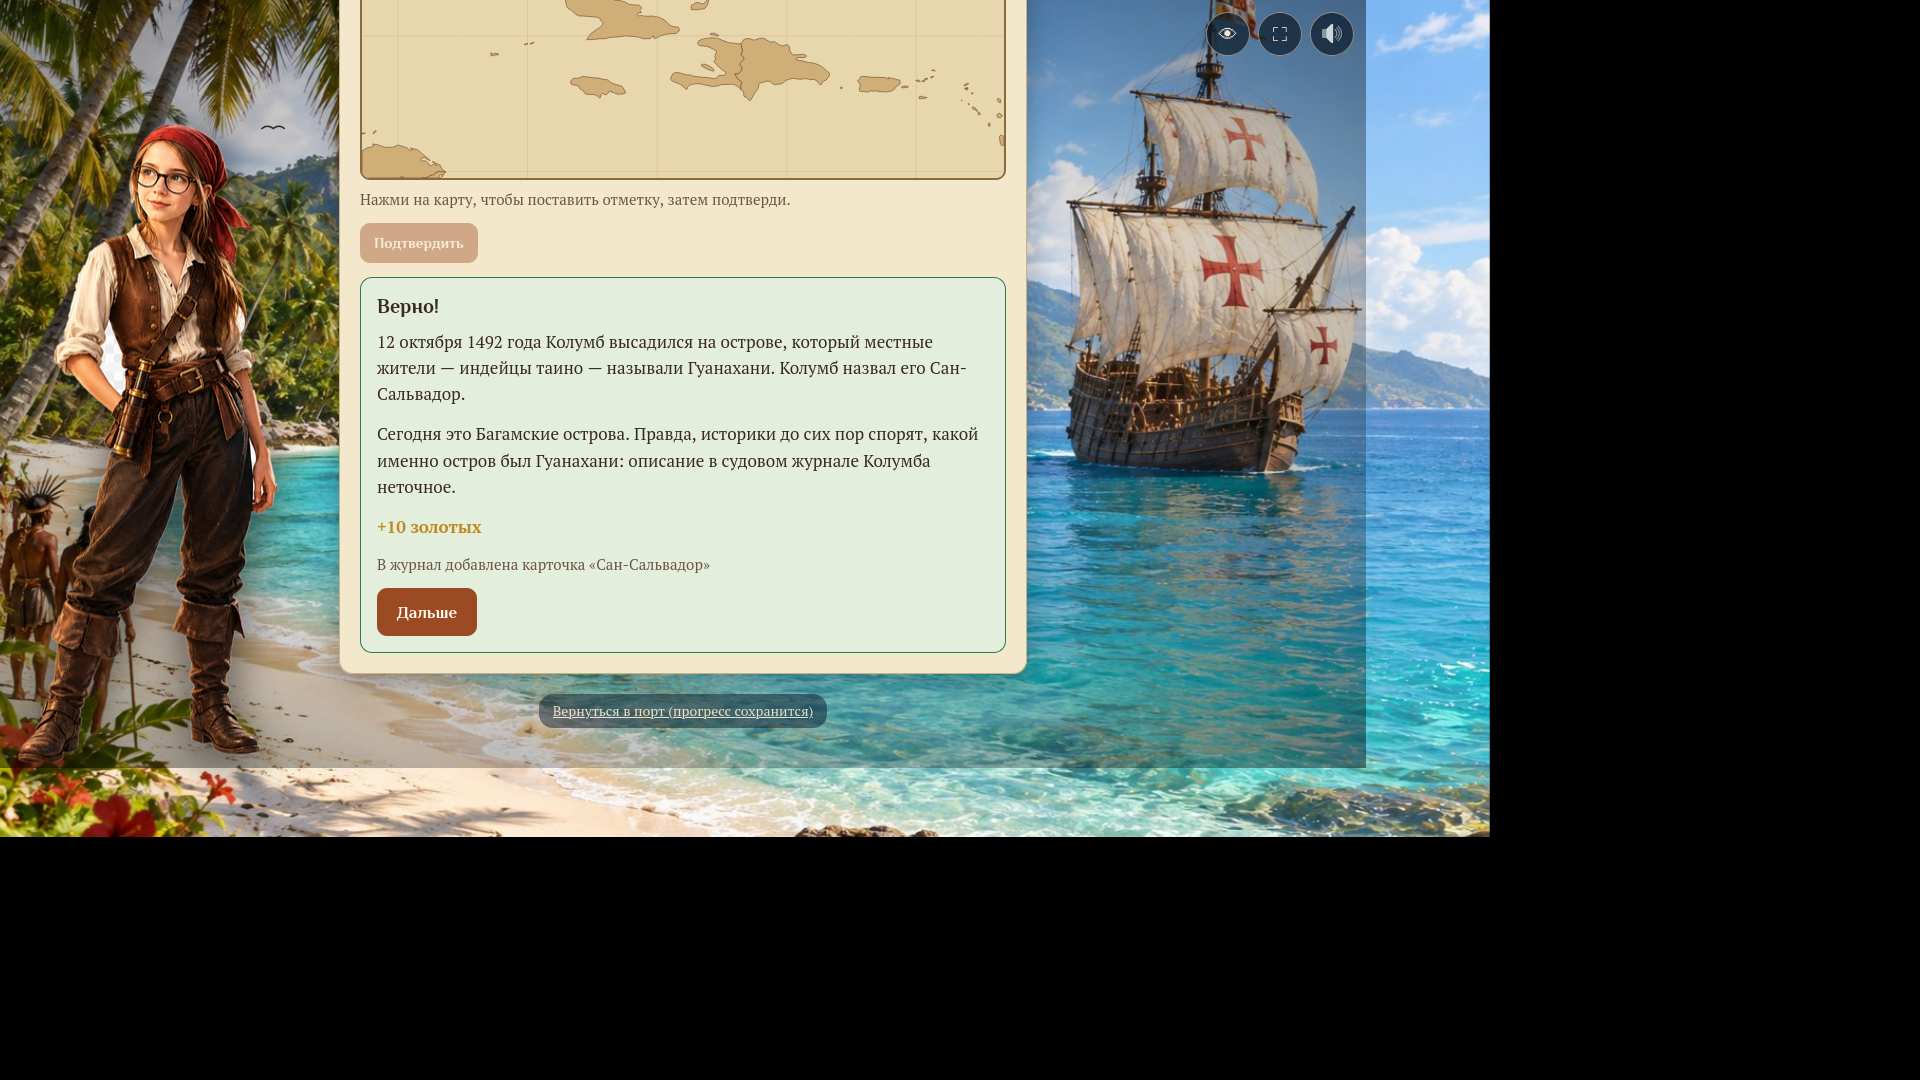 Нажми на карту, чтобы поставить отметку, затем подтверди.
Подтвердить
Верно!
12 октября 1492 года Колумб высадился на острове, который местные
жители — индейцы таино — называли Гуанахани. Колумб назвал его Сан-
Сальвадор.
Сегодня это Багамские острова. Правда, историки до сих пор спорят, какой
именно остров был Гуанахани: описание в судовом журнале Колумба
неточное.
+10 золотых
В журнал добавлена карточка «Сан-Сальвадор»
Дальше
Вернуться в порт (прогресс сохранится)